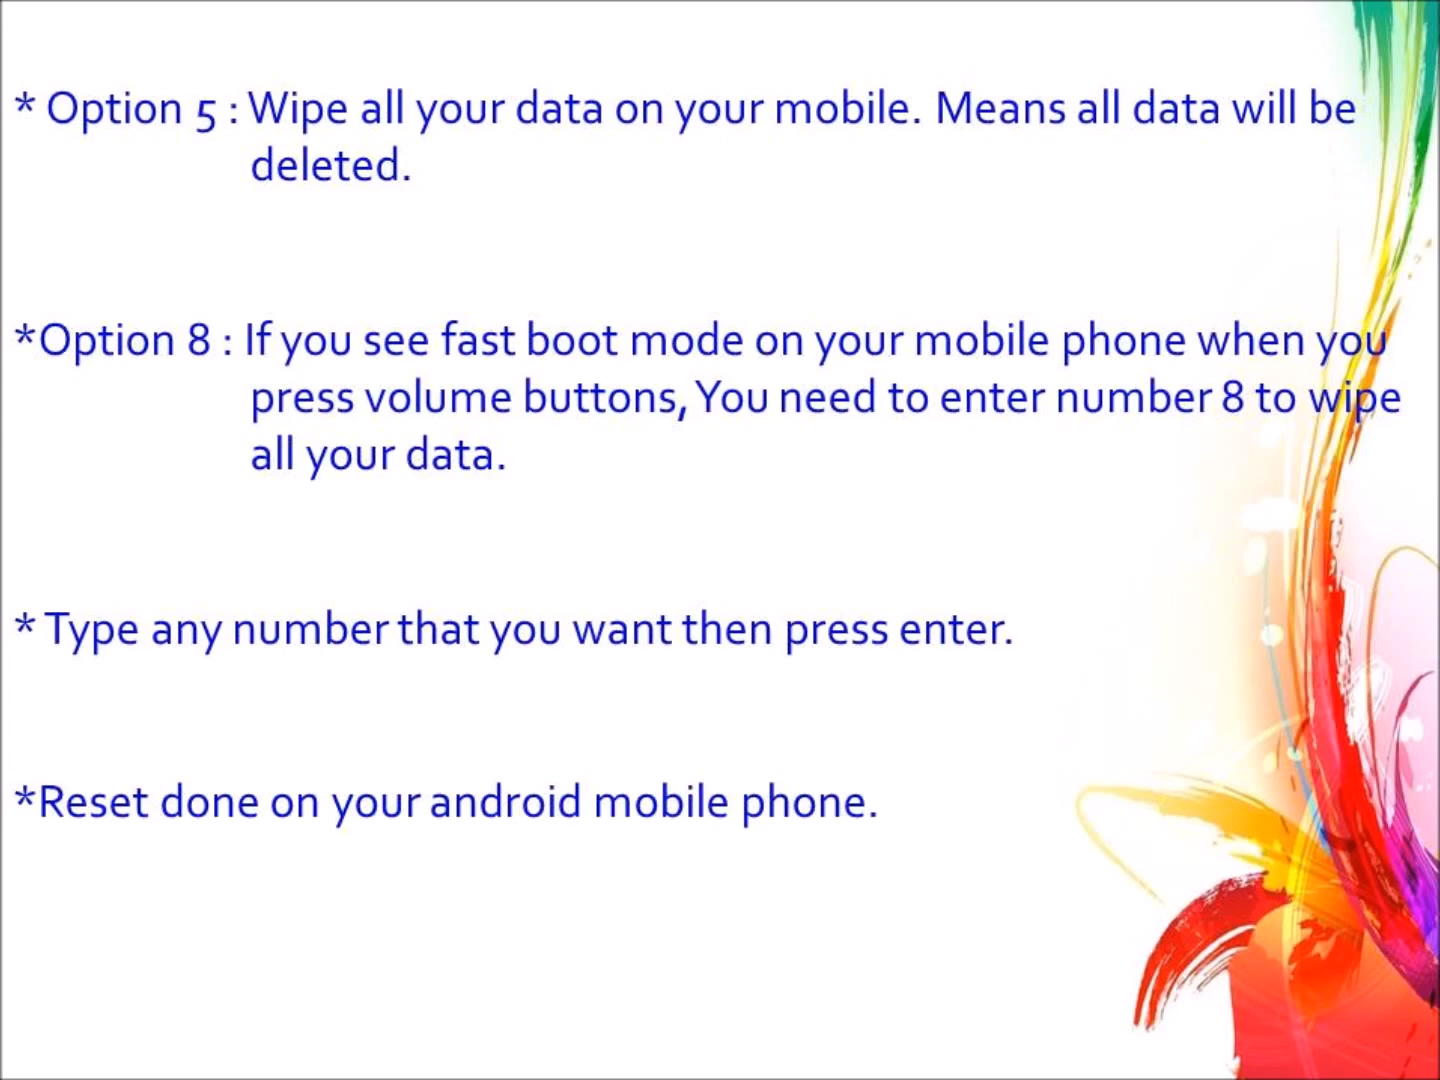 * Option 5 : Wipe all your data on your mobile. Means all data will be
deleted.
*Option 8 : If you see fast boot mode on your mobile phone when you
press volume buttons, You need to enter number 8 to wipe
all your data.
* Type any number that you want then press enter.
*Reset done on your android mobile phone.